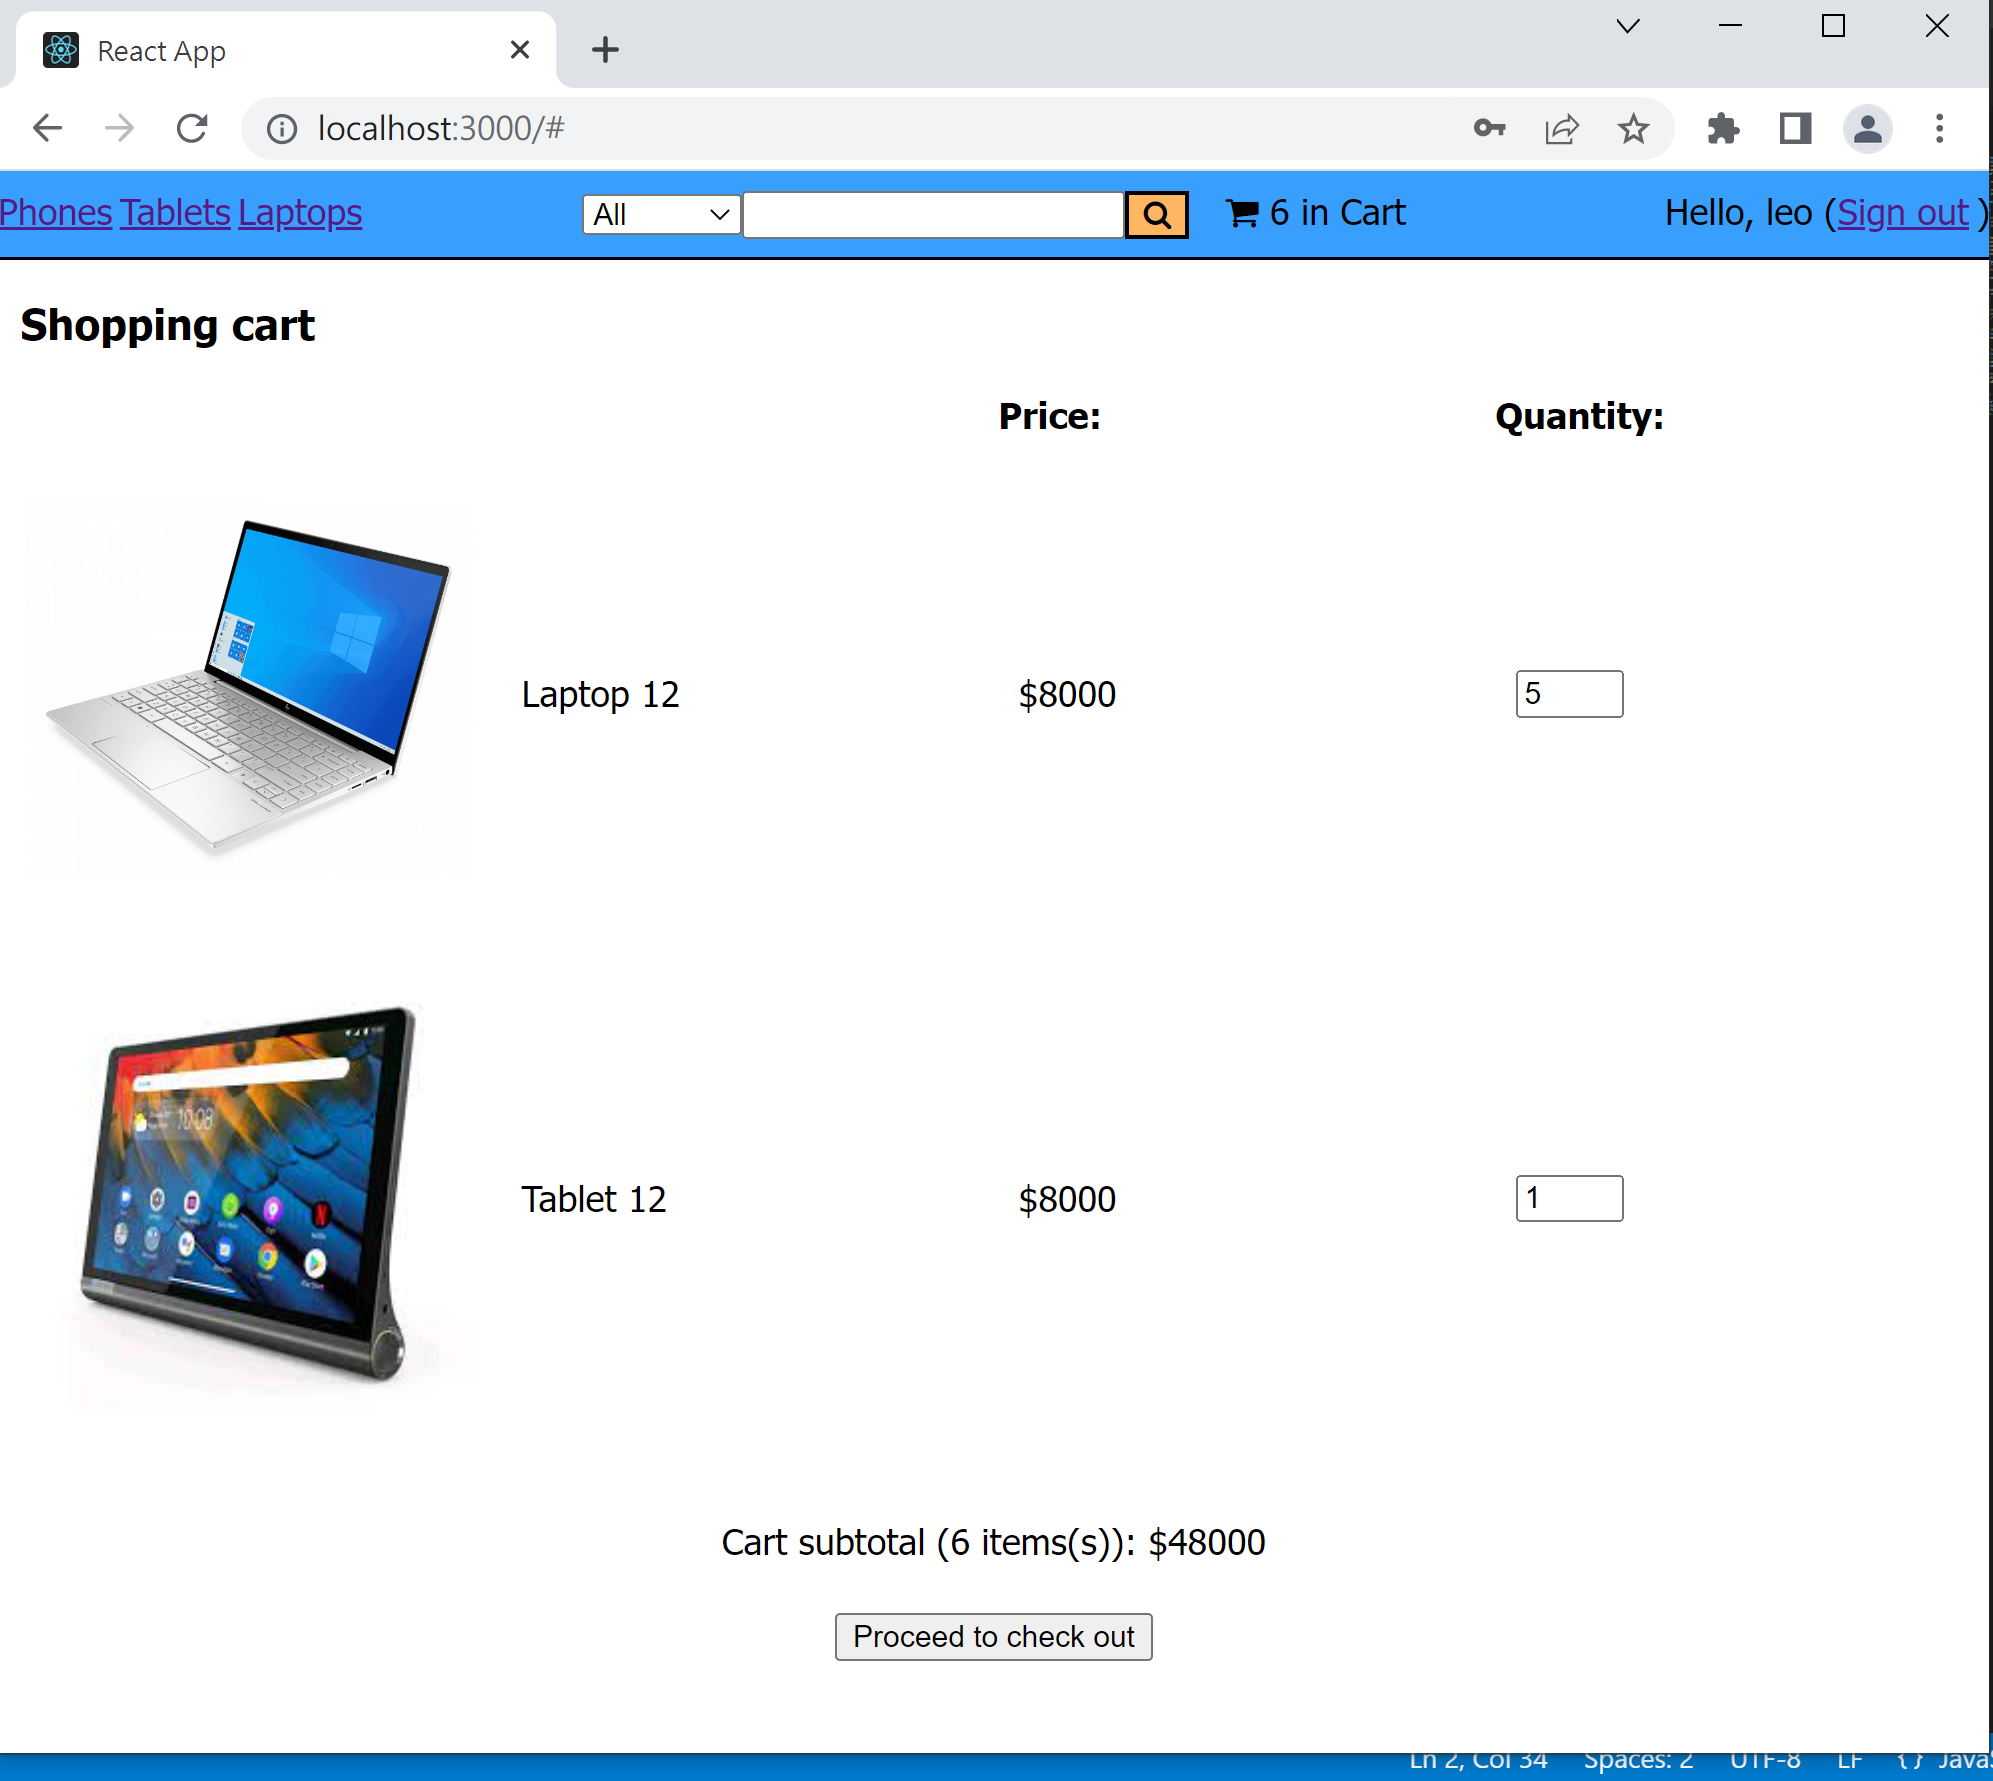 React App
localhost:3000/#
Phones Tablets Laptops All 6 in Cart Hello, leo (Sign out )
Shopping cart
Price: Quantity:
Laptop 12 $8000 5
10:08
Tablet 12 $8000 1
Cart subtotal (6 items(s)): $48000
Proceed to check out
Ln 2, Col 34 Spaces: 2 UTF-8 LF {}